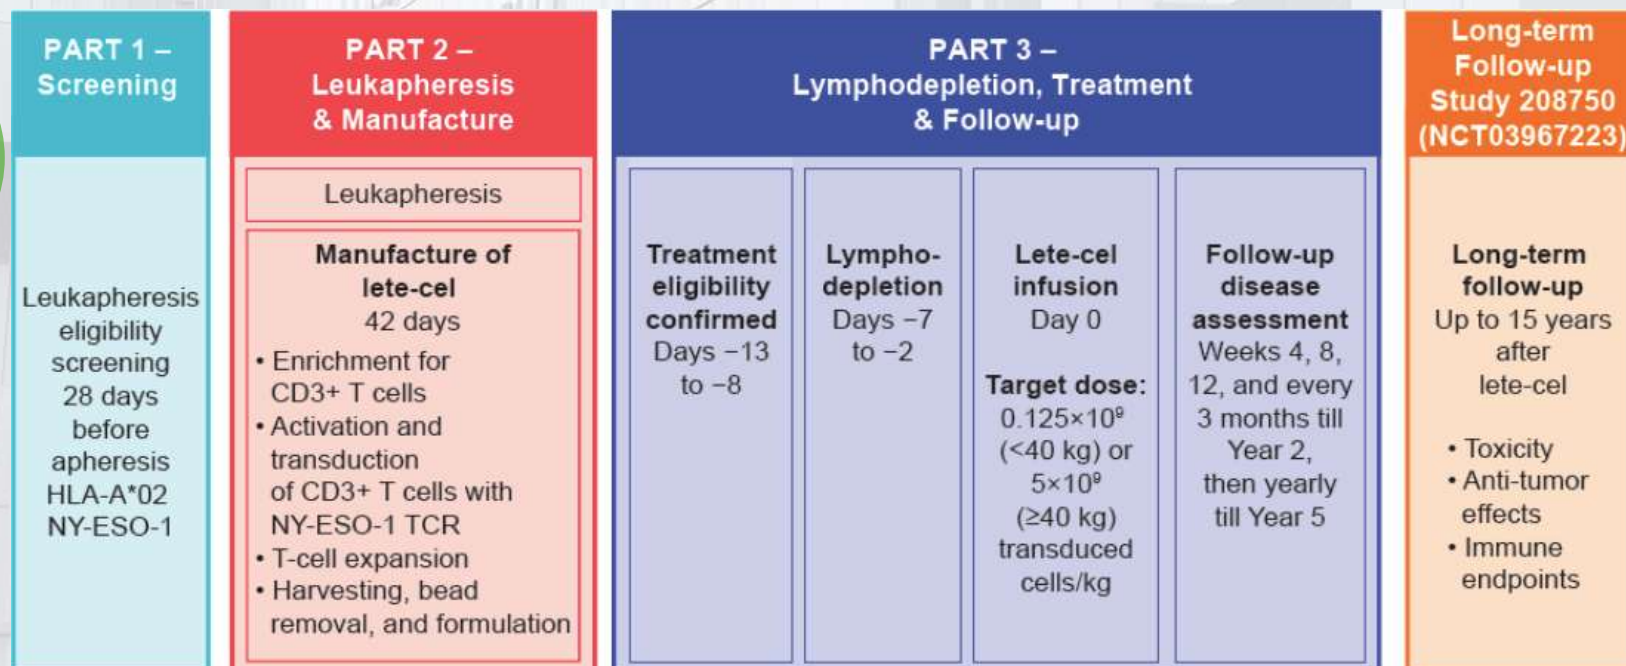 PART 1 –
Screening
Leukapheresis
eligibility
screening
28 days
before
apheresis
HLA-A*02
NY-ESO-1
PART 2 –
Leukapheresis
& Manufacture
Leukapheresis
Manufacture of
lete-cel
42 days
• Enrichment for
CD3+ T cells
• Activation and
transduction
of CD3+ T cells with
NY-ESO-1 TCR
• T-cell expansion
• Harvesting, bead
removal, and formulation
PART 3 –
Lymphodepletion, Treatment
& Follow-up
Treatment
eligibility
confirmed
Days −13
to −8
Lympho-
depletion
Days −7
to −2
Lete-cel
infusion
Day 0
Target dose:
0.125×10⁹
(<40 kg) or
5×10⁹
(≥40 kg)
transduced
cells/kg
Follow-up
disease
assessment
Weeks 4, 8,
12, and every
3 months till
Year 2,
then yearly
till Year 5
Long-term
Follow-up
Study 208750
(NCT03967223)
Long-term
follow-up
Up to 15 years
after
lete-cel
• Toxicity
• Anti-tumor
effects
• Immune
endpoints